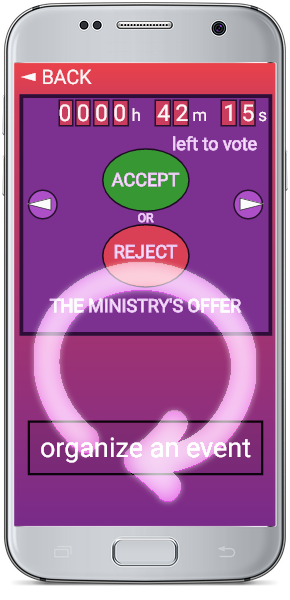 ◄ BACK
0000h 42m 15s
left to vote
ACCEPT
OR
REJECT
THE MINISTRY'S OFFER
organize an event